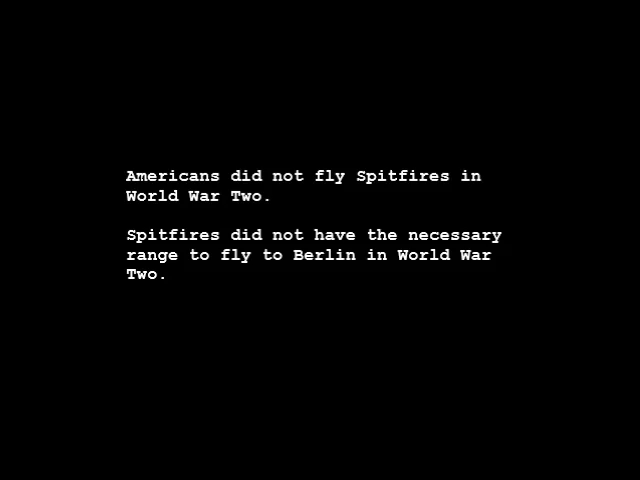 Americans did not fly Spitfires in
World War Two.
Spitfires did not have the necessary
range to fly to Berlin in World War
Two.